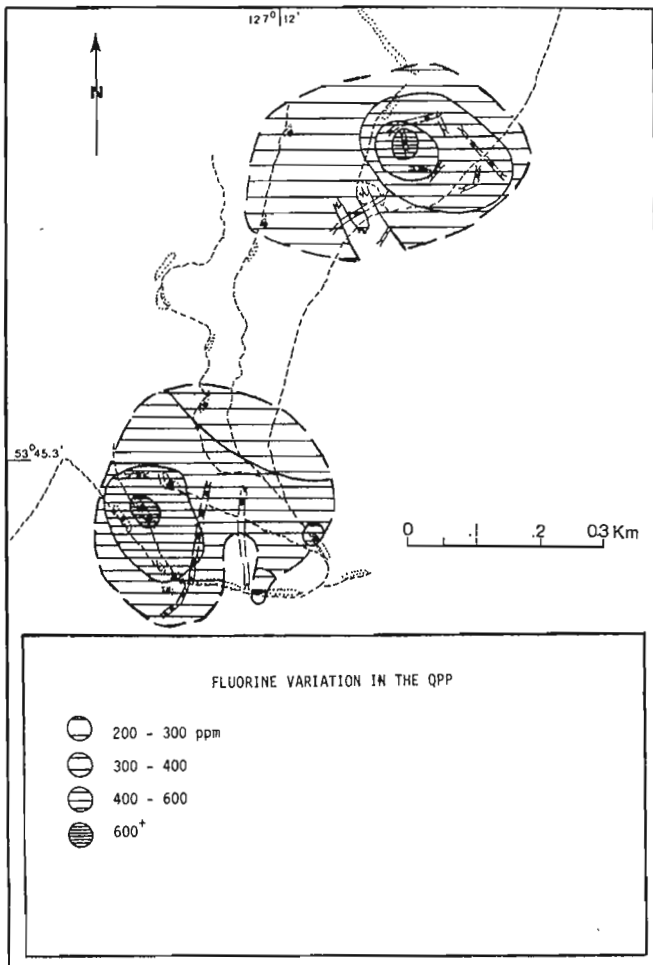 127° 12'
N
53° 45.3'
0 .1 .2 0.3 Km
FLUORINE VARIATION IN THE QPP
200 - 300 ppm
300 - 400
400 - 600
600+